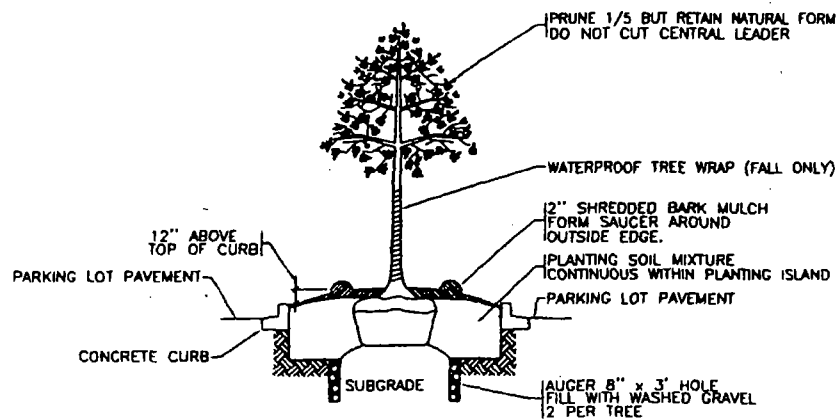 PRUNE 1/5 BUT RETAIN NATURAL FORM
DO NOT CUT CENTRAL LEADER
WATERPROOF TREE WRAP (FALL ONLY)
2" SHREDDED BARK MULCH
FORM SAUCER AROUND
OUTSIDE EDGE.
12" ABOVE
TOP OF CURB
PLANTING SOIL MIXTURE
CONTINUOUS WITHIN PLANTING ISLAND
PARKING LOT PAVEMENT
PARKING LOT PAVEMENT
CONCRETE CURB
SUBGRADE
AUGER 8" x 3' HOLE
FILL WITH WASHED GRAVEL
2 PER TREE